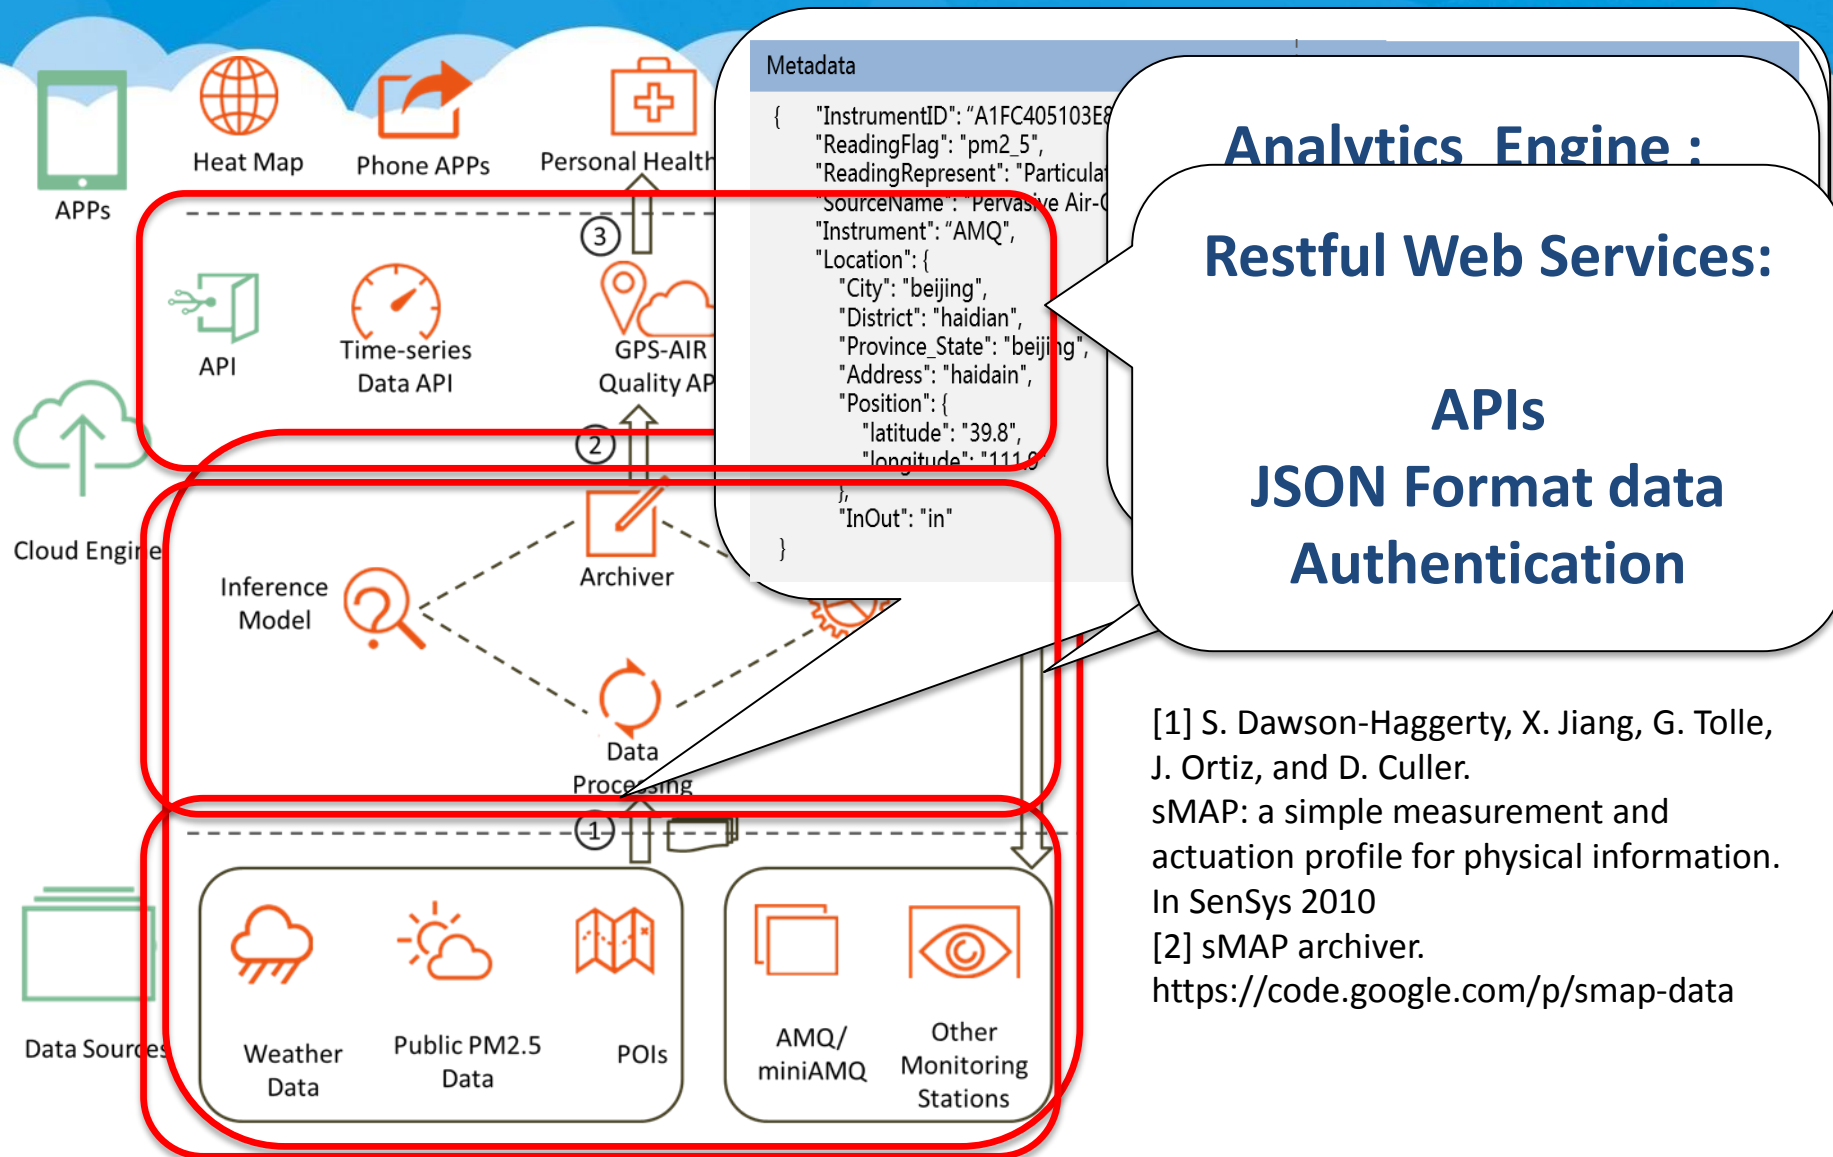 Heat Map
Phone APPs
Personal Health
APPs
3
API
Time-series
Data API
GPS-AIR
Quality AP
2
Cloud Engine
Inference
Model
Archiver
Data
Processing
1
Data Sources
Weather
Data
Public PM2.5
Data
POIs
AMQ/
miniAMQ
Other
Monitoring
Stations
Metadata
{ "InstrumentID": “A1FC405103E8
"ReadingFlag": "pm2_5",
"ReadingRepresent": "Particulat
"SourceName": "Pervasive Air-
"Instrument": “AMQ",
"Location": {
"City": "beijing",
"District": "haidian",
"Province_State": "beijing",
"Address": "haidain",
"Position": {
"latitude": "39.8",
"longitude": "111.9"
},
"InOut": "in"
}
Analytics Engine :
Restful Web Services:
APIs
JSON Format data
Authentication
[1] S. Dawson-Haggerty, X. Jiang, G. Tolle,
J. Ortiz, and D. Culler.
sMAP: a simple measurement and
actuation profile for physical information.
In SenSys 2010
[2] sMAP archiver.
https://code.google.com/p/smap-data